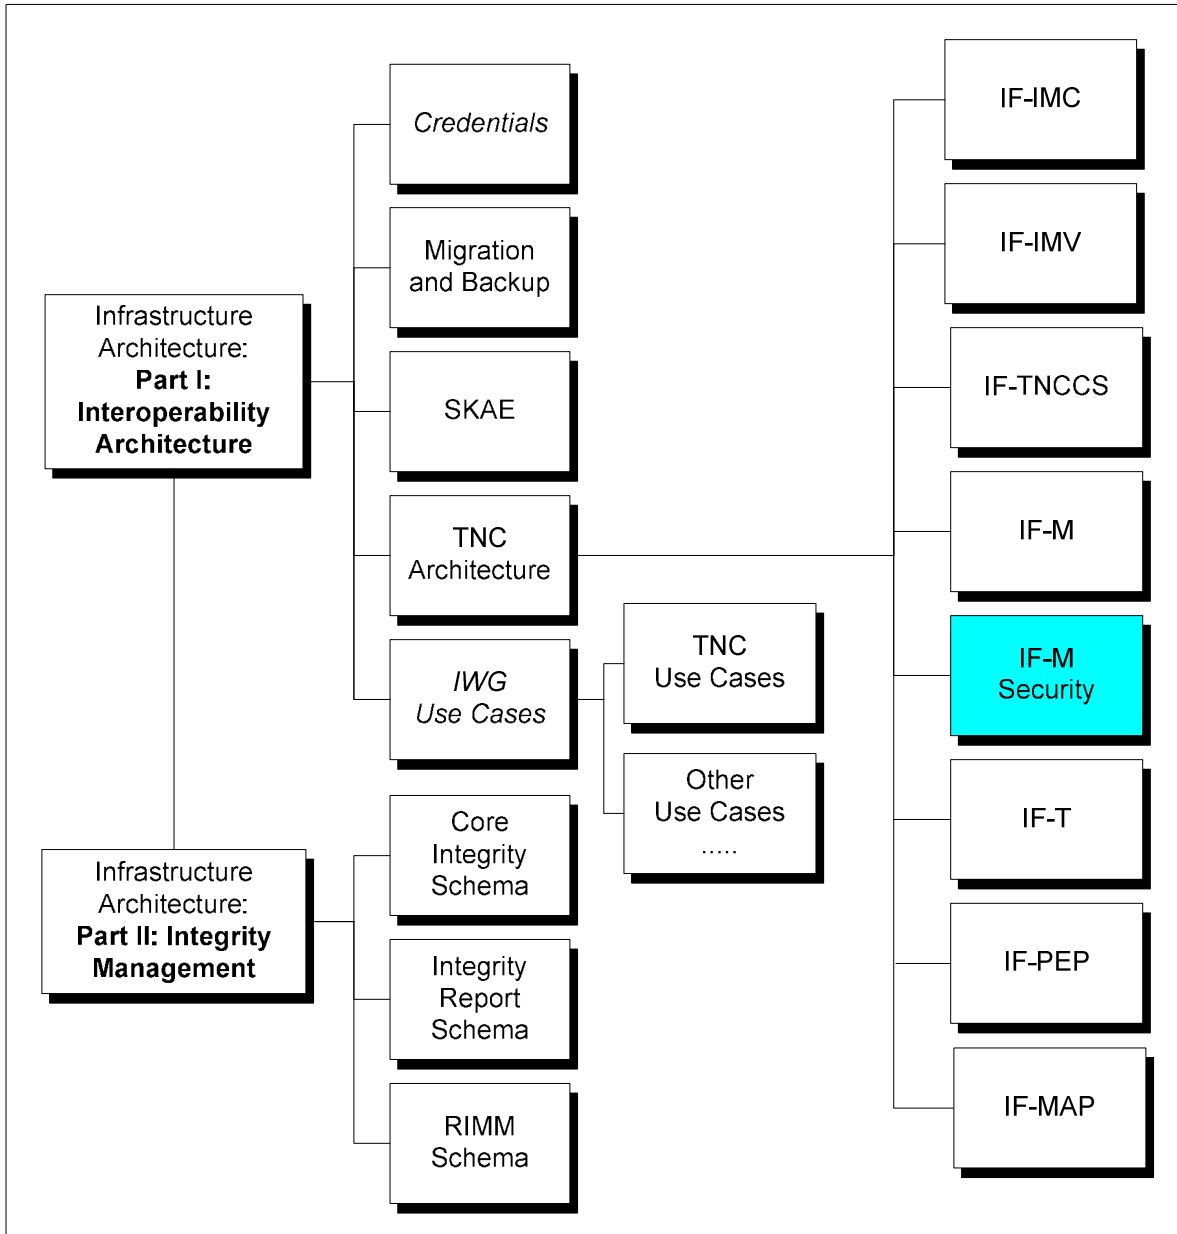 Infrastructure
Architecture:
Part I:
Interoperability
Architecture
Credentials
Migration
and Backup
SKAE
TNC
Architecture
IWG
Use Cases
TNC
Use Cases
Other
Use Cases
.....
IF-IMC
IF-IMV
IF-TNCCS
IF-M
IF-M
Security
IF-T
IF-PEP
IF-MAP
Infrastructure
Architecture:
Part II: Integrity
Management
Core
Integrity
Schema
Integrity
Report
Schema
RIMM
Schema